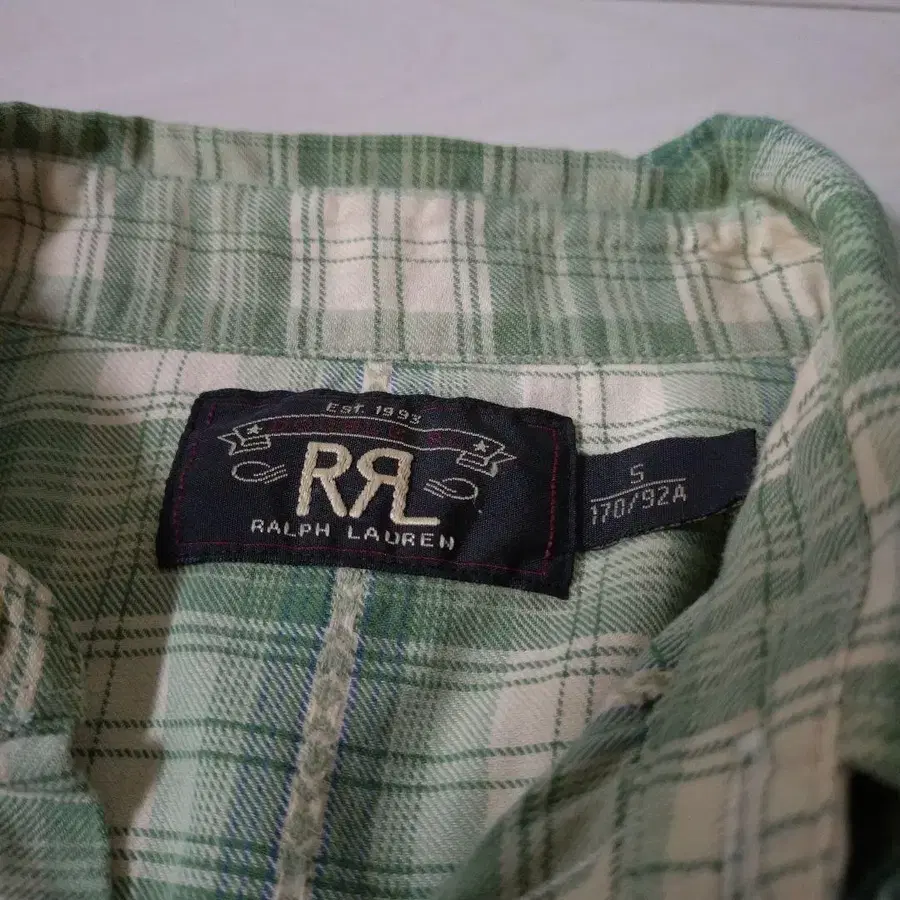 Est. 1993
RRL
RALPH LAUREN
S
170/92A